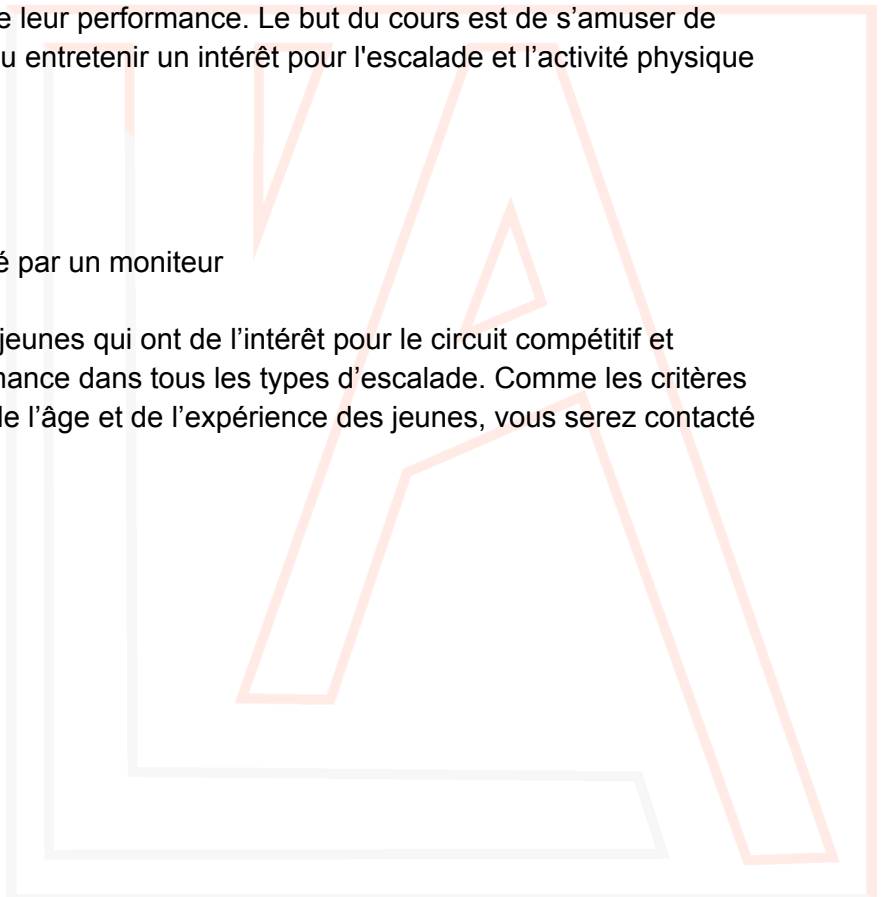 e leur performance. Le but du cours est de s’amuser de
u entretenir un intérêt pour l'escalade et l’activité physique
é par un moniteur
jeunes qui ont de l’intérêt pour le circuit compétitif et
nance dans tous les types d’escalade. Comme les critères
de l’âge et de l’expérience des jeunes, vous serez contacté